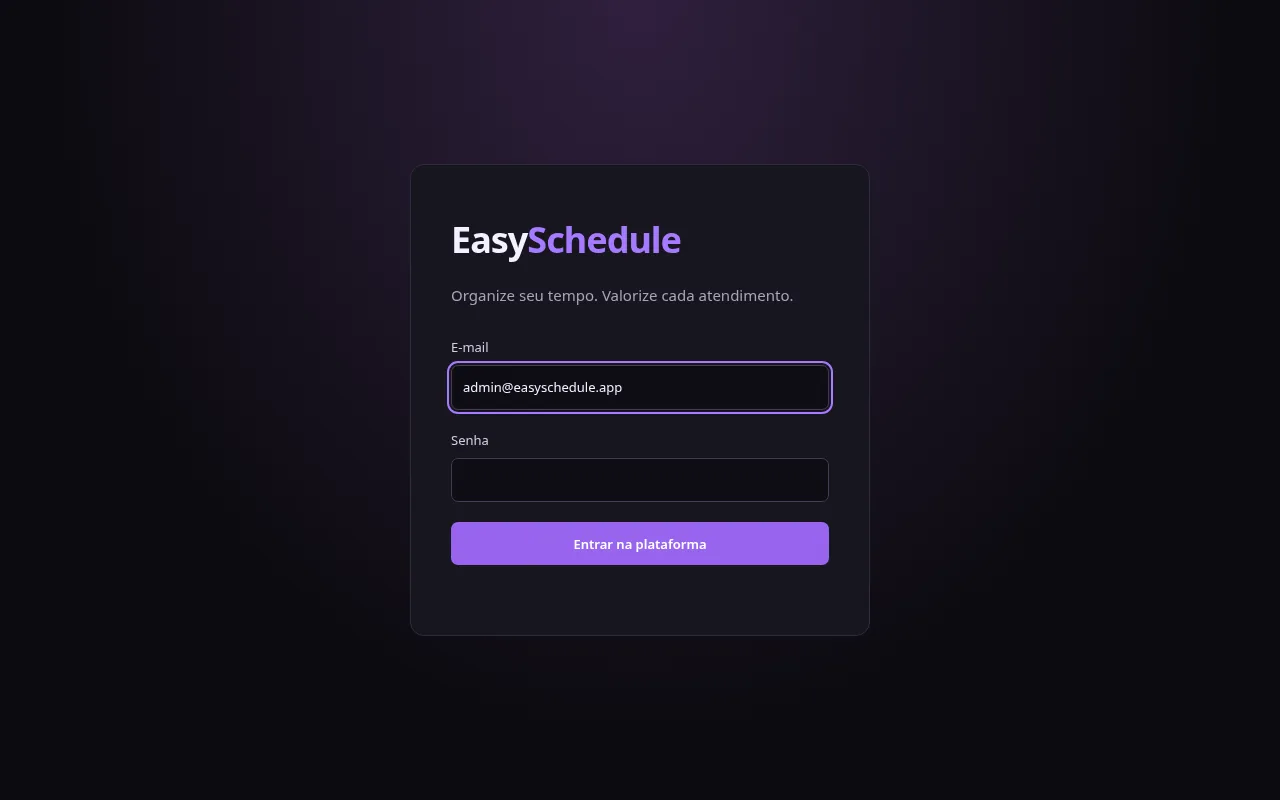 EasySchedule
Organize seu tempo. Valorize cada atendimento.
E-mail
admin@easyschedule.app
Senha
Entrar na plataforma